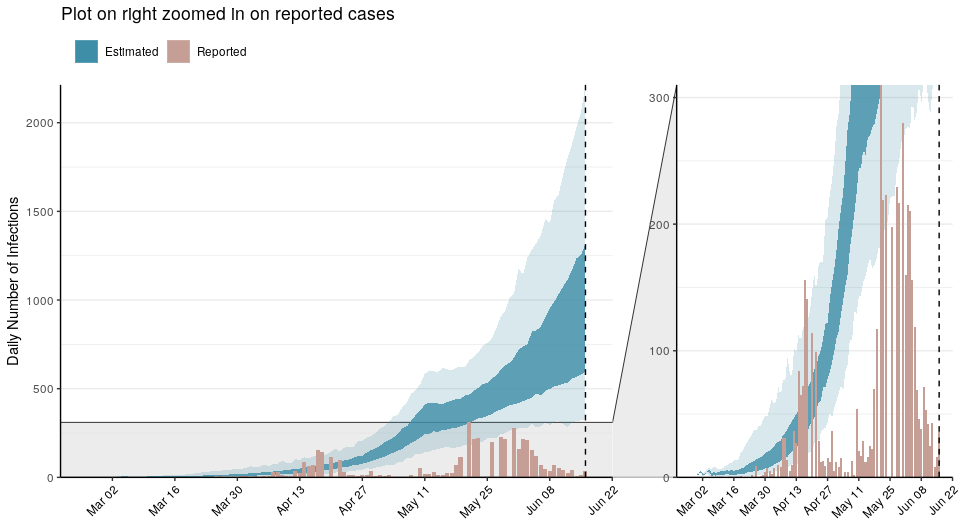 Plot on right zoomed in on reported cases
Estimated Reported
Daily Number of Infections
2000
1500
1000
500
0
Mar 02 Mar 16 Mar 30 Apr 13 Apr 27 May 11 May 25 Jun 08 Jun 22
300
200
100
0
Mar 02 Mar 16 Mar 30 Apr 13 Apr 27 May 11 May 25 Jun 08 Jun 22